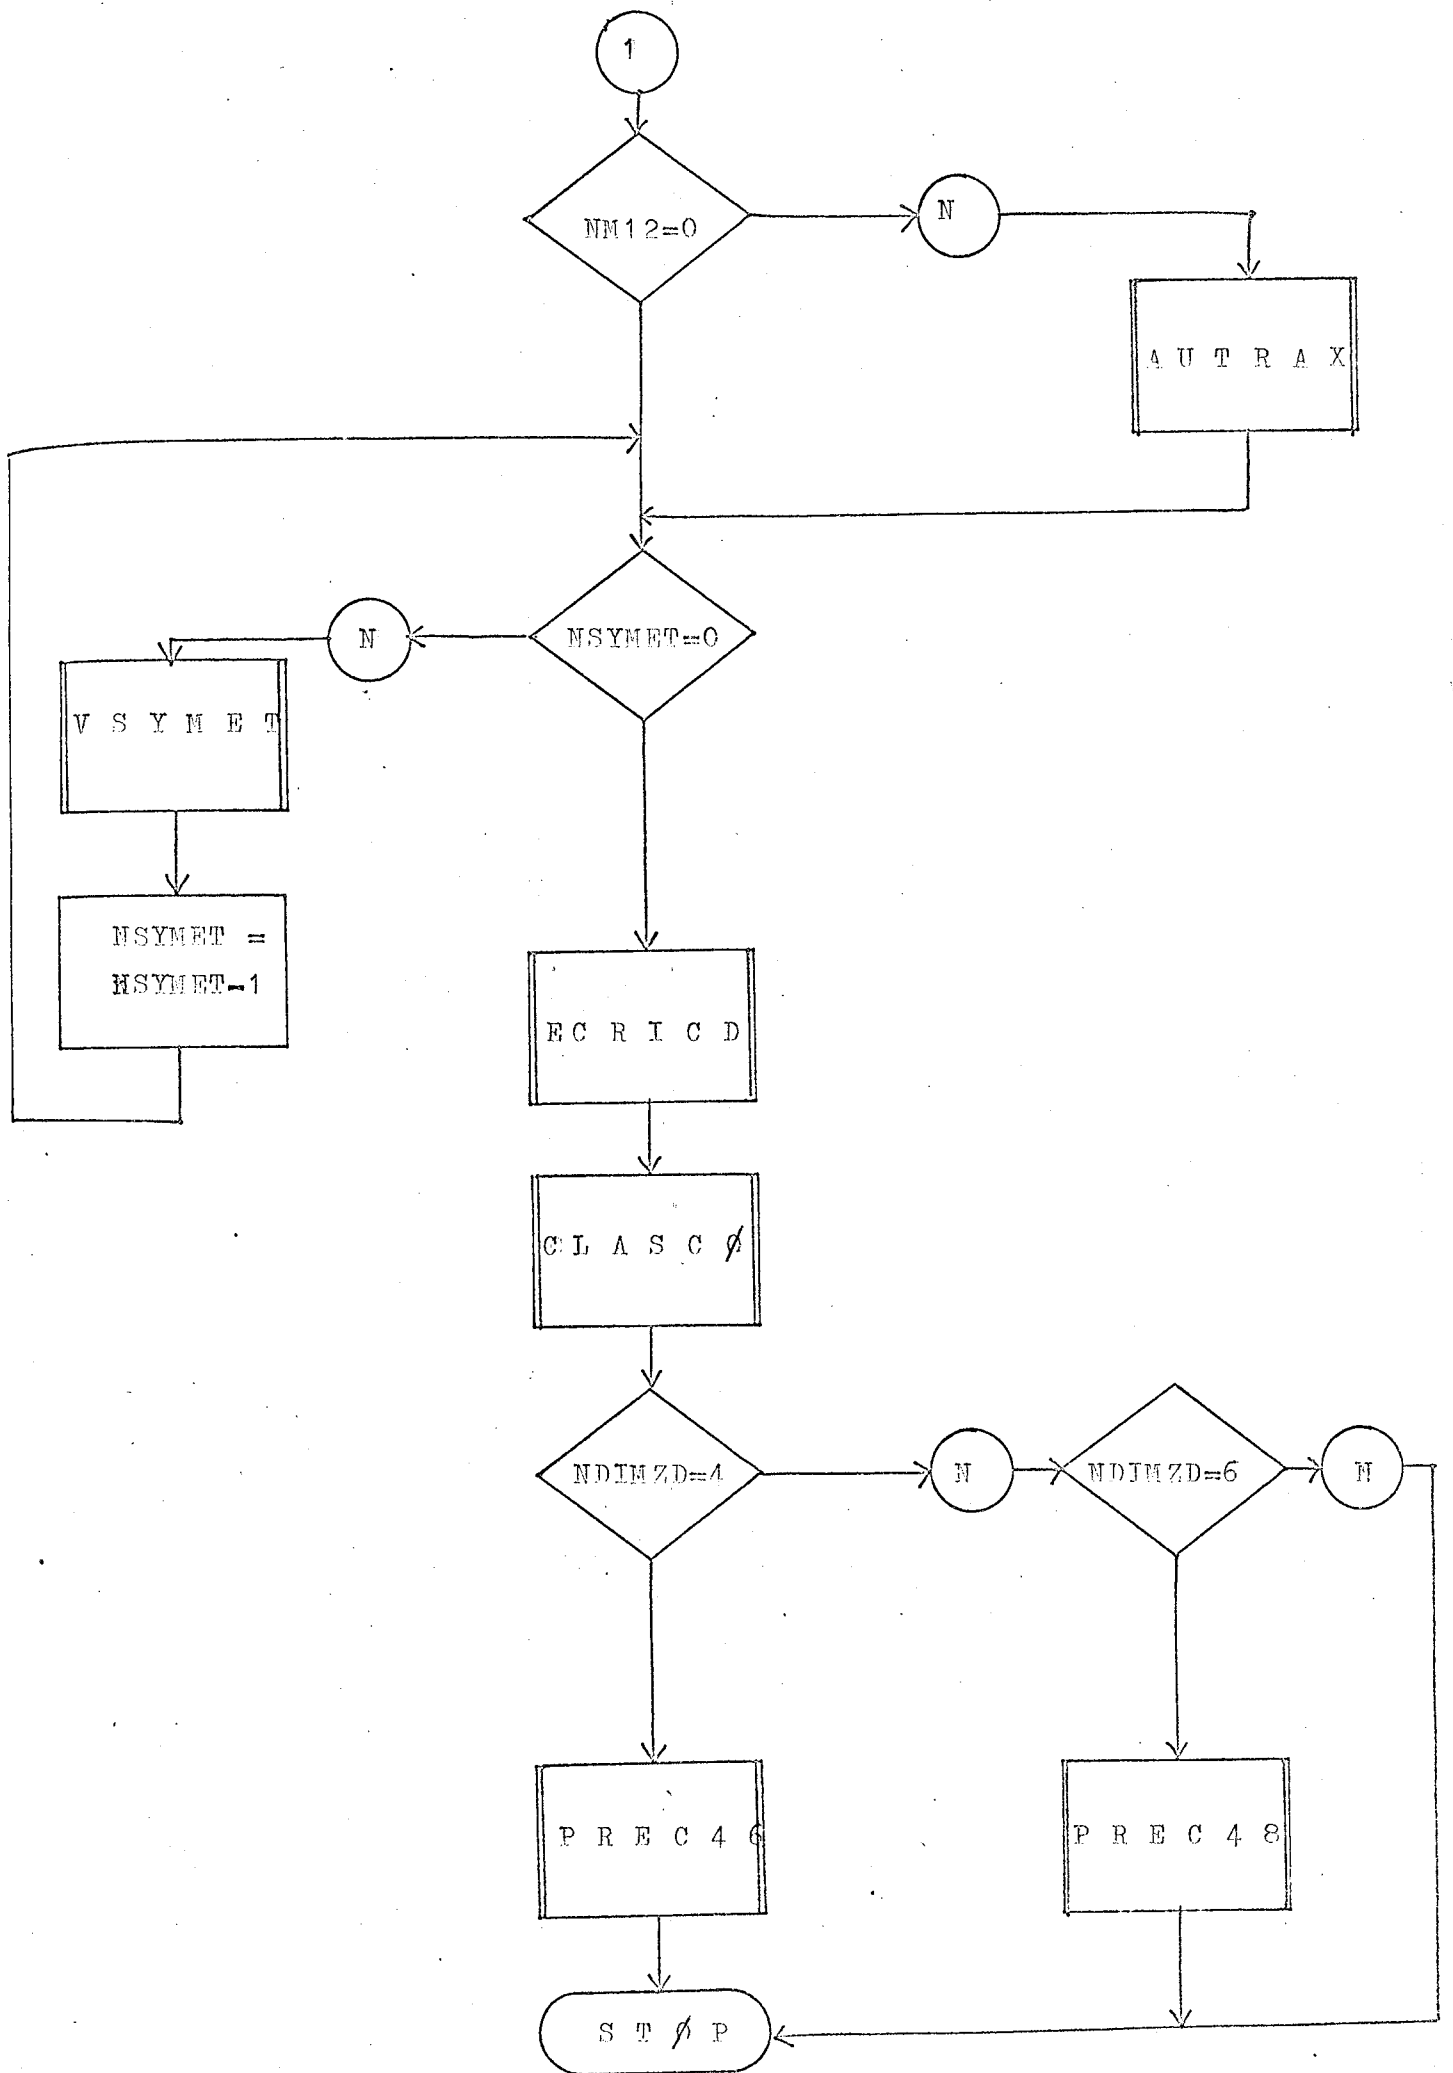 1
NM12=0
N
AUTRAX
N
NSYMET=0
VSYMET
NSYMET =
NSYMET-1
ECRICD
CLASCØ
NDIMZD=4
N
NDIMZD=6
N
PREC46
PREC48
STØP